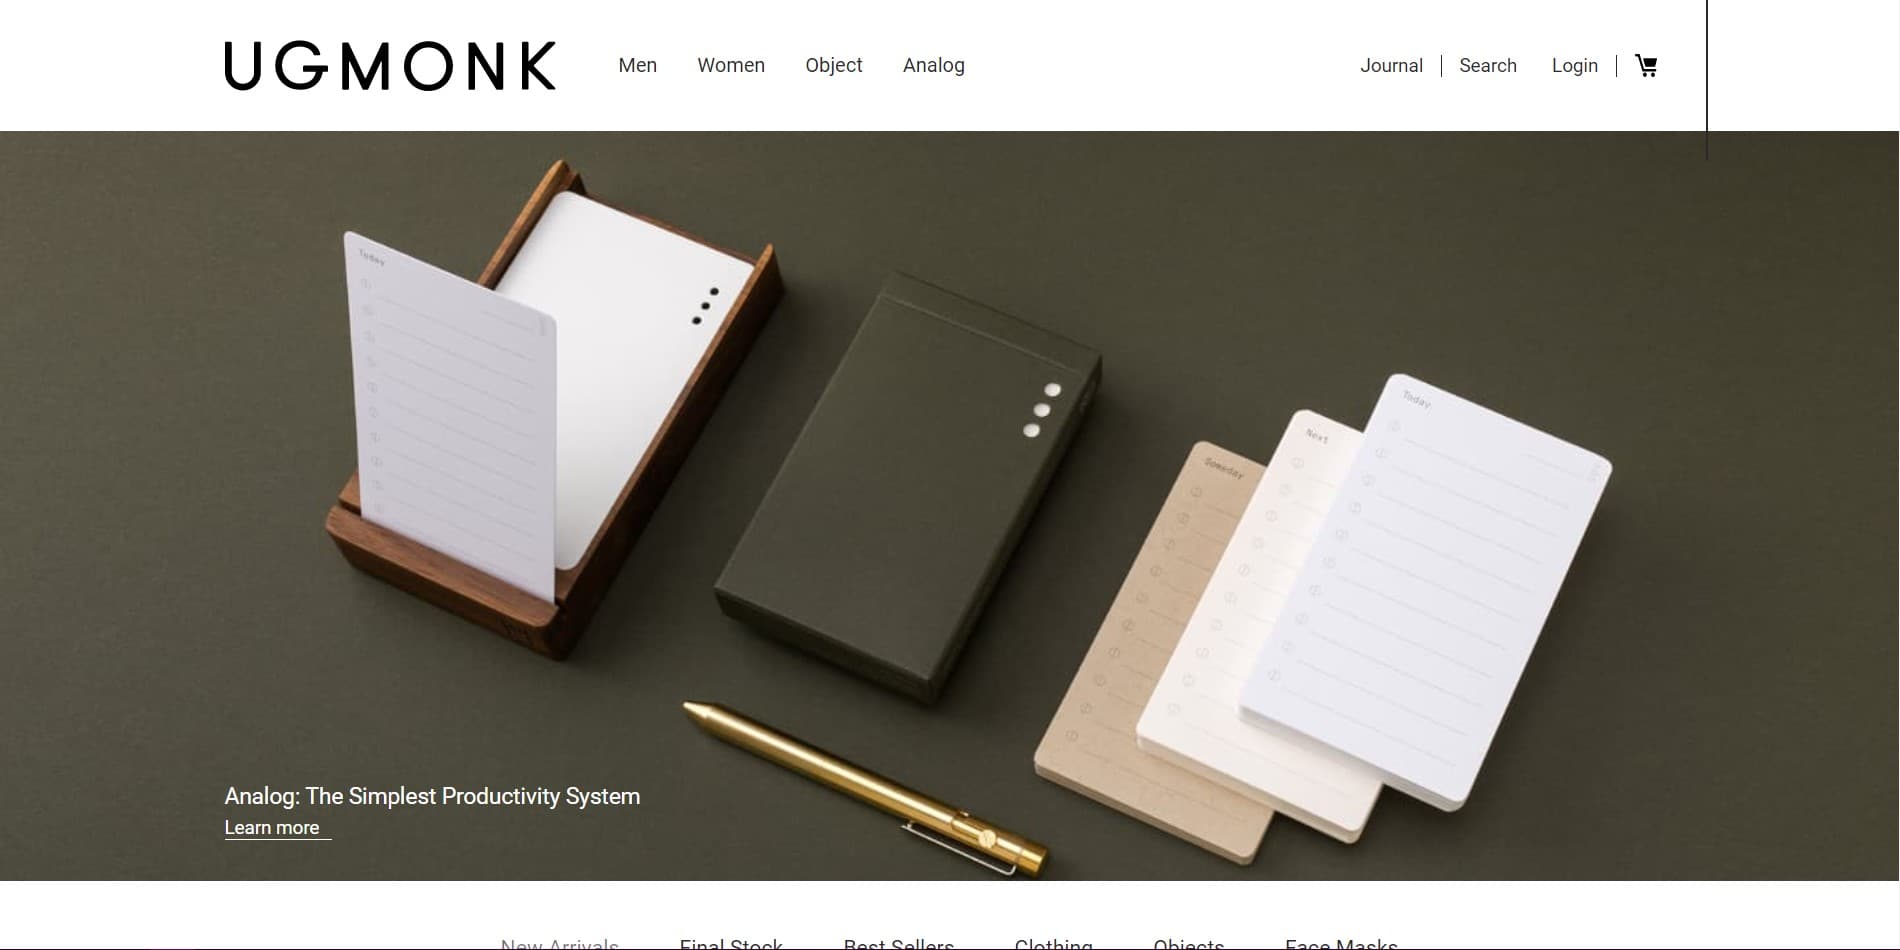 UGMONK
Men Women Object Analog
Journal Search Login
Today
Someday
Next
Today
Analog: The Simplest Productivity System
Learn more
New Arrivals Final Stock Best Sellers Clothing Objects Face Masks